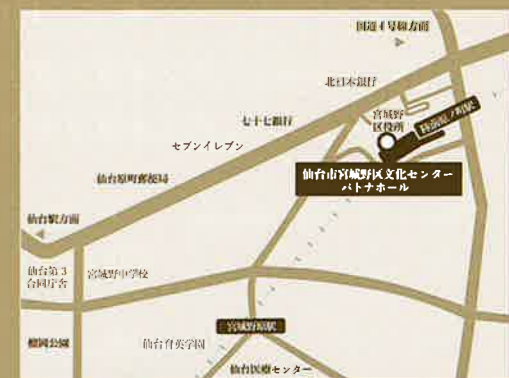 国道4号線方面
北日本銀行
七十七銀行
宮城野
区役所
陸前原ノ町駅
セブンイレブン
仙台原町郵便局
仙台市宮城野区文化センター
パトナホール
仙台駅方面
仙台第3
合同庁舎
宮城野中学校
宮城野原駅
榴岡公園
仙台育英学園
仙台医療センター